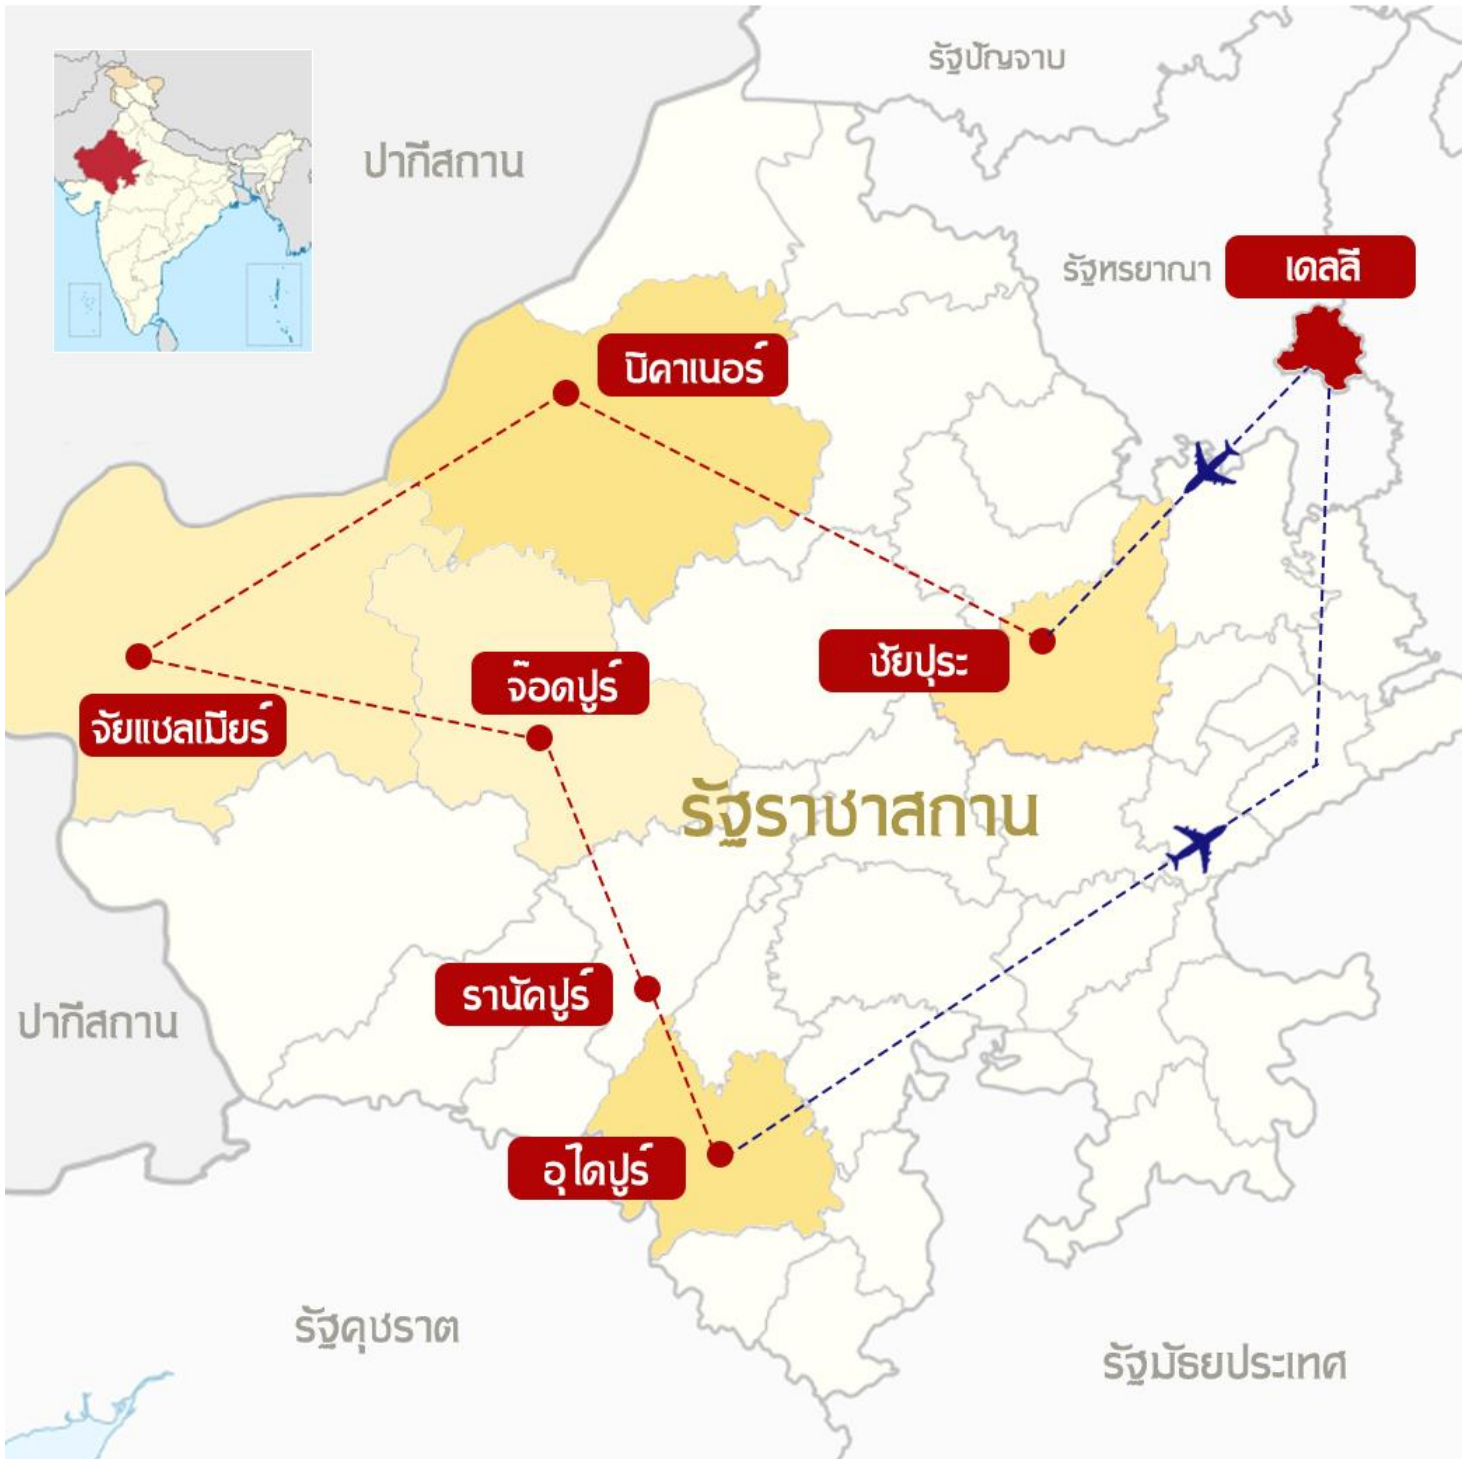 รัฐปัญจาบ
ปากีสถาน
รัฐหรยาณา
เดลลี
บิคาเนอร์
ชัยปุระ
จ๊อดปูร์
จัยแชลเมียร์
รัฐราชาสถาน
รานัคปูร์
ปากีสถาน
อุไดปูร์
รัฐคุชราต
รัฐมัธยประเทศ